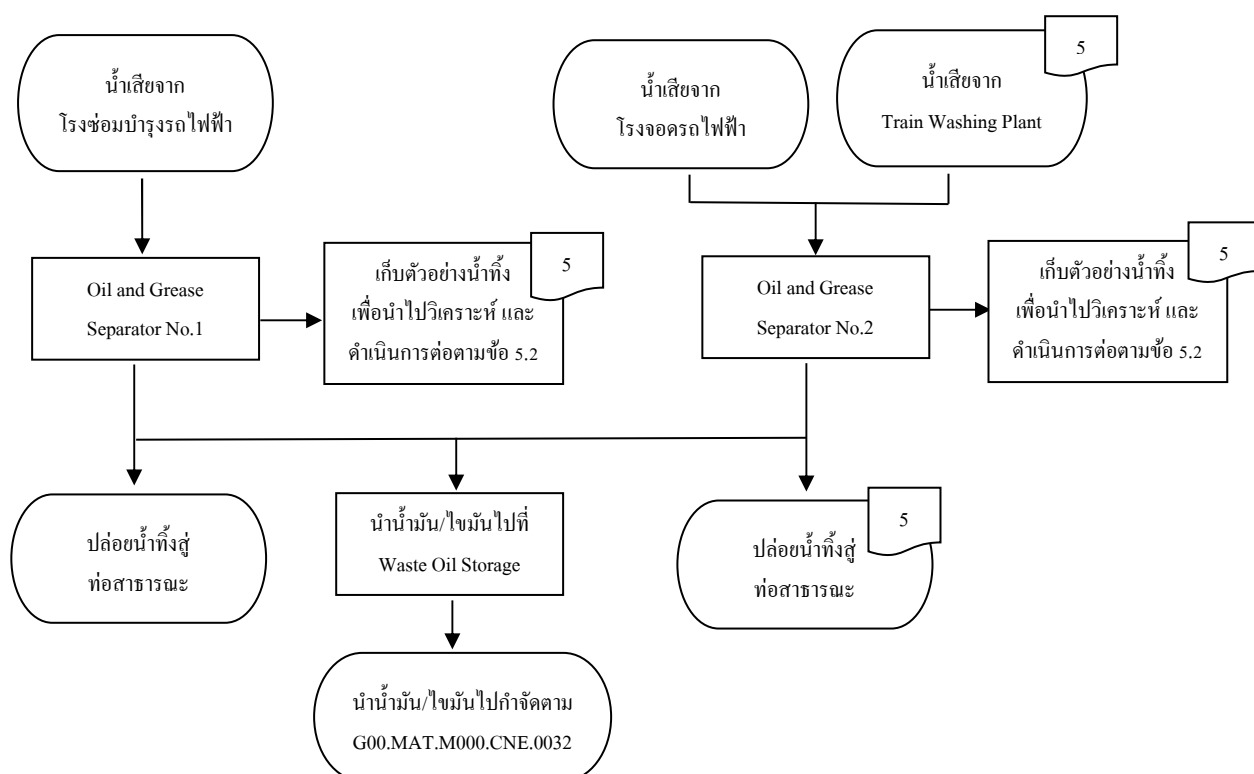 น้ำเสียจาก
โรงซ่อมบำรุงรถไฟฟ้า
น้ำเสียจาก
โรงจอดรถไฟฟ้า
5
น้ำเสียจาก
Train Washing Plant
Oil and Grease
Separator No.1
5
เก็บตัวอย่างน้ำทิ้ง
เพื่อนำไปวิเคราะห์ และ
ดำเนินการต่อตามข้อ 5.2
Oil and Grease
Separator No.2
5
เก็บตัวอย่างน้ำทิ้ง
เพื่อนำไปวิเคราะห์ และ
ดำเนินการต่อตามข้อ 5.2
ปล่อยน้ำทิ้งสู่
ท่อสาธารณะ
นำน้ำมัน/ไขมันไปที่
Waste Oil Storage
5
ปล่อยน้ำทิ้งสู่
ท่อสาธารณะ
นำน้ำมัน/ไขมันไปกำจัดตาม
G00.MAT.M000.CNE.0032